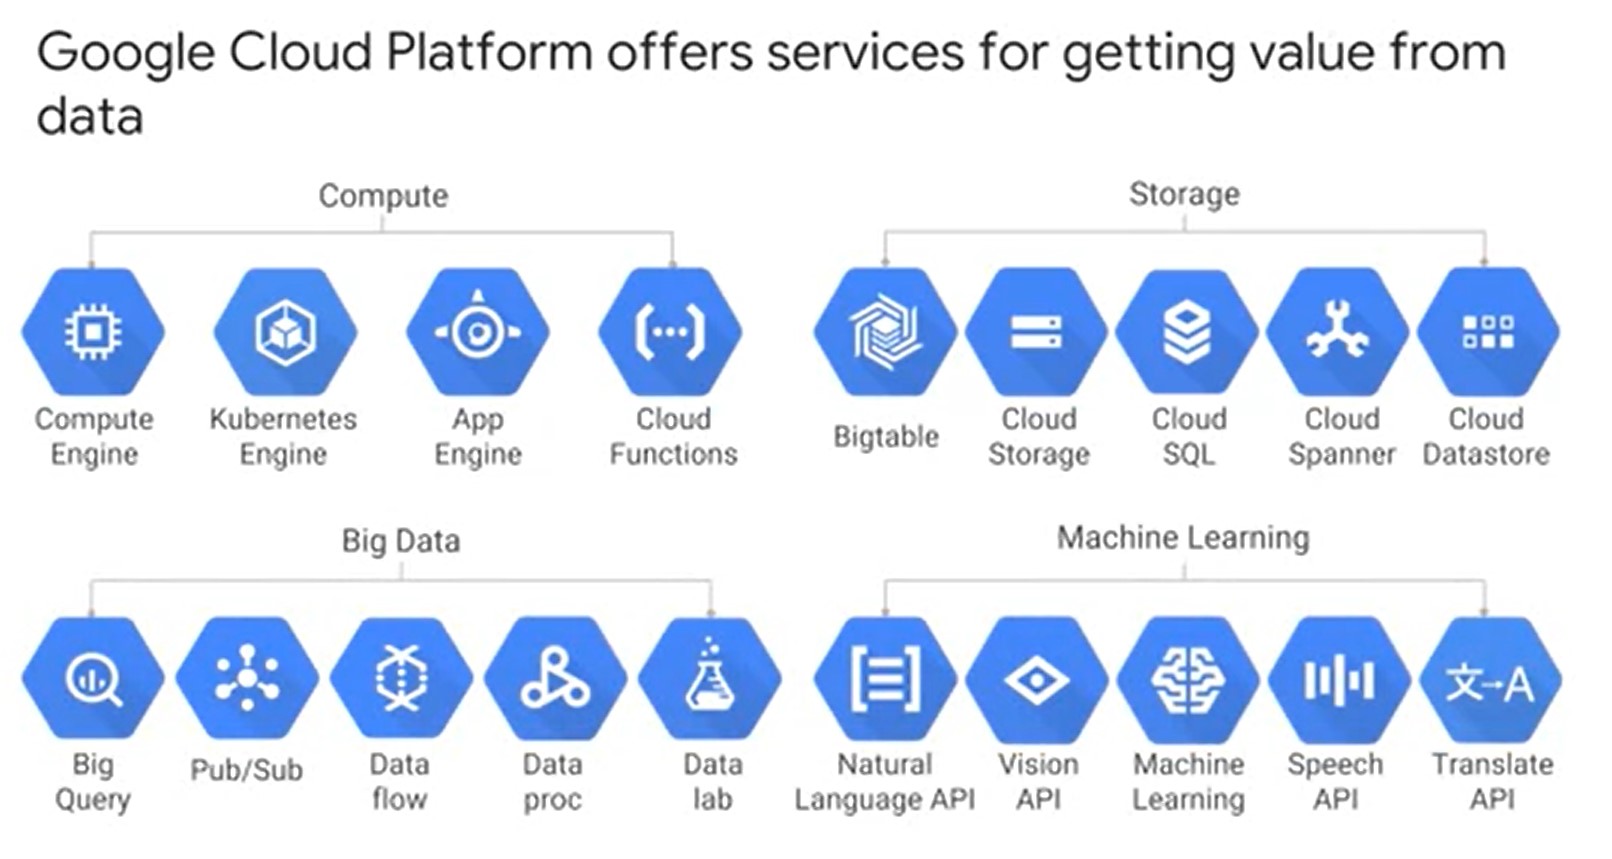 Google Cloud Platform offers services for getting value from
data
Compute
Compute
Engine
Kubernetes
Engine
App
Engine
Cloud
Functions
Storage
Bigtable
Cloud
Storage
Cloud
SQL
Cloud
Spanner
Cloud
Datastore
Big Data
Big
Query
Pub/Sub
Data
flow
Data
proc
Data
lab
Machine Learning
Natural
Language API
Vision
API
Machine
Learning
Speech
API
文→A
Translate
API